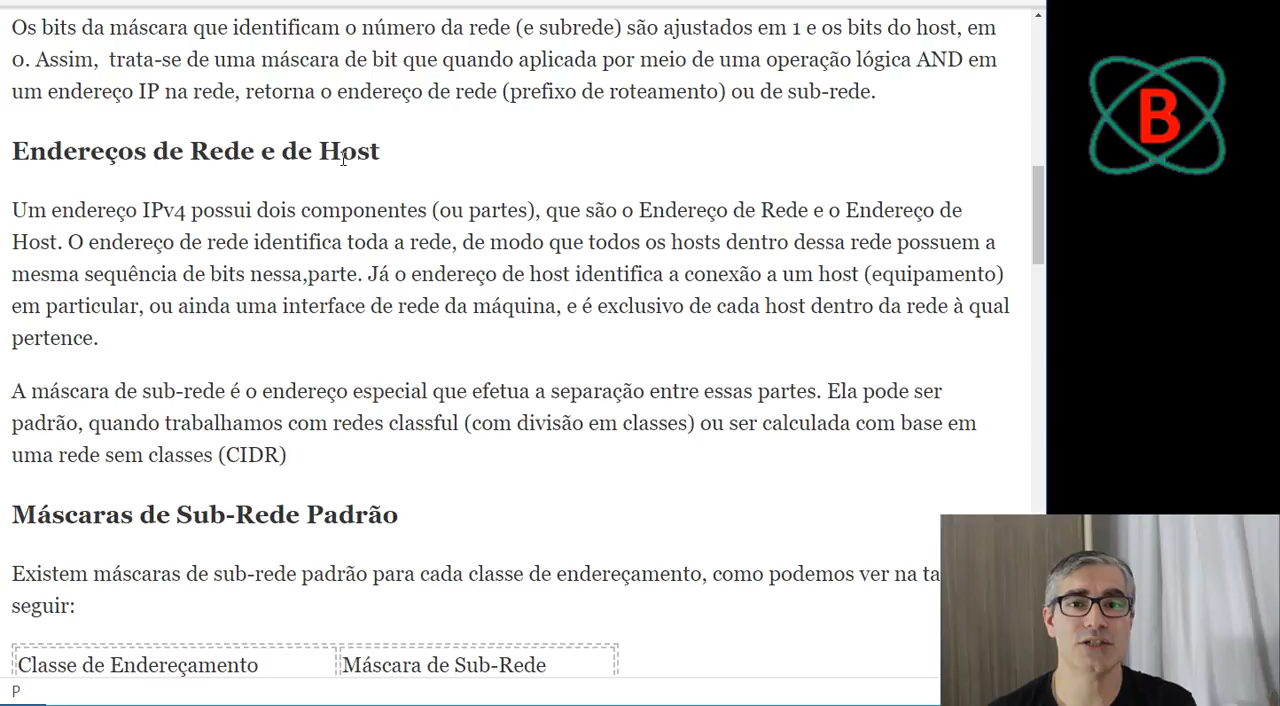 Os bits da máscara que identificam o número da rede (e subrede) são ajustados em 1 e os bits do host, em
0. Assim, trata-se de uma máscara de bit que quando aplicada por meio de uma operação lógica AND em
um endereço IP na rede, retorna o endereço de rede (prefixo de roteamento) ou de sub-rede.
B
Endereços de Rede e de Host
Um endereço IPv4 possui dois componentes (ou partes), que são o Endereço de Rede e o Endereço de
Host. O endereço de rede identifica toda a rede, de modo que todos os hosts dentro dessa rede possuem a
mesma sequência de bits nessa,parte. Já o endereço de host identifica a conexão a um host (equipamento)
em particular, ou ainda uma interface de rede da máquina, e é exclusivo de cada host dentro da rede à qual
pertence.
A máscara de sub-rede é o endereço especial que efetua a separação entre essas partes. Ela pode ser
padrão, quando trabalhamos com redes classful (com divisão em classes) ou ser calculada com base em
uma rede sem classes (CIDR)
Máscaras de Sub-Rede Padrão
Existem máscaras de sub-rede padrão para cada classe de endereçamento, como podemos ver na ta
seguir:
Classe de Endereçamento Máscara de Sub-Rede
P